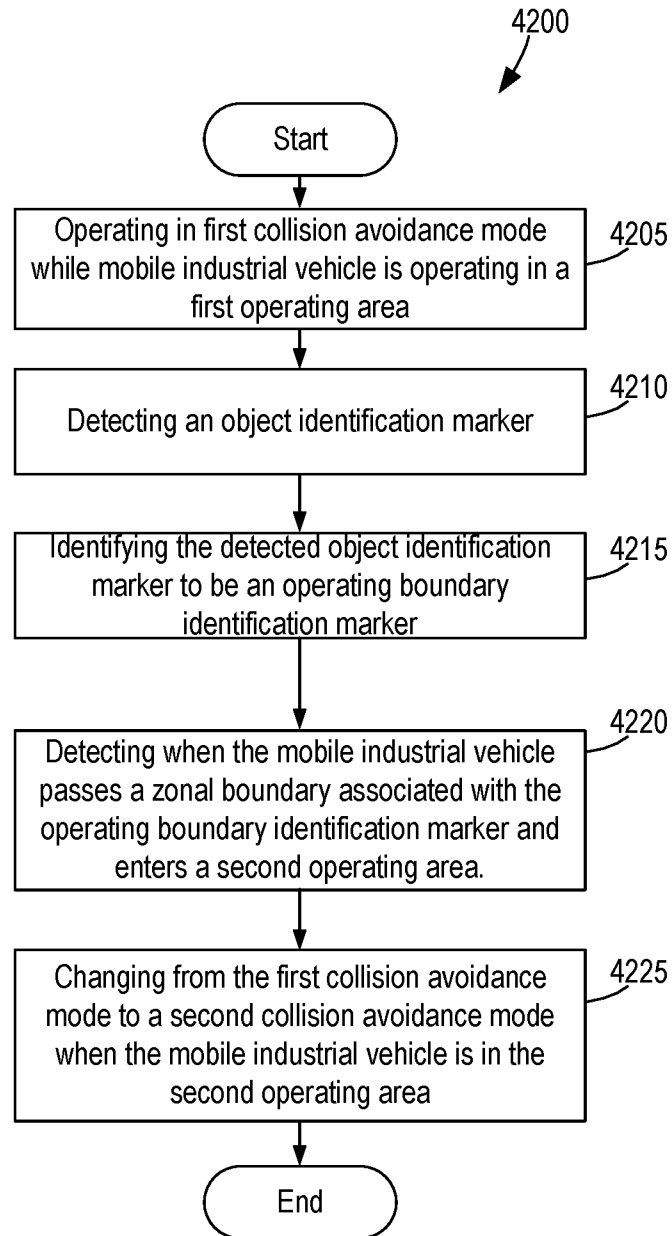 4200
Start
Operating in first collision avoidance mode
while mobile industrial vehicle is operating in a
first operating area
4205
Detecting an object identification marker
4210
Identifying the detected object identification
marker to be an operating boundary
identification marker
4215
Detecting when the mobile industrial vehicle
passes a zonal boundary associated with the
operating boundary identification marker and
enters a second operating area.
4220
Changing from the first collision avoidance
mode to a second collision avoidance mode
when the mobile industrial vehicle is in the
second operating area
4225
End